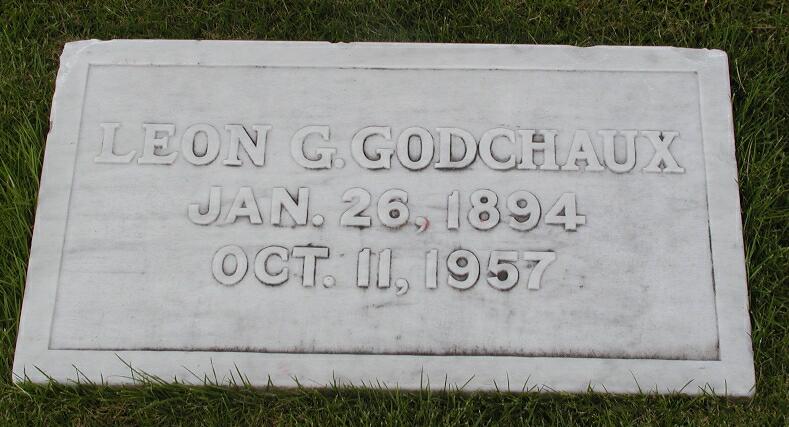 LEON G. GODCHAUX
JAN. 26, 1894
OCT. 11, 1957